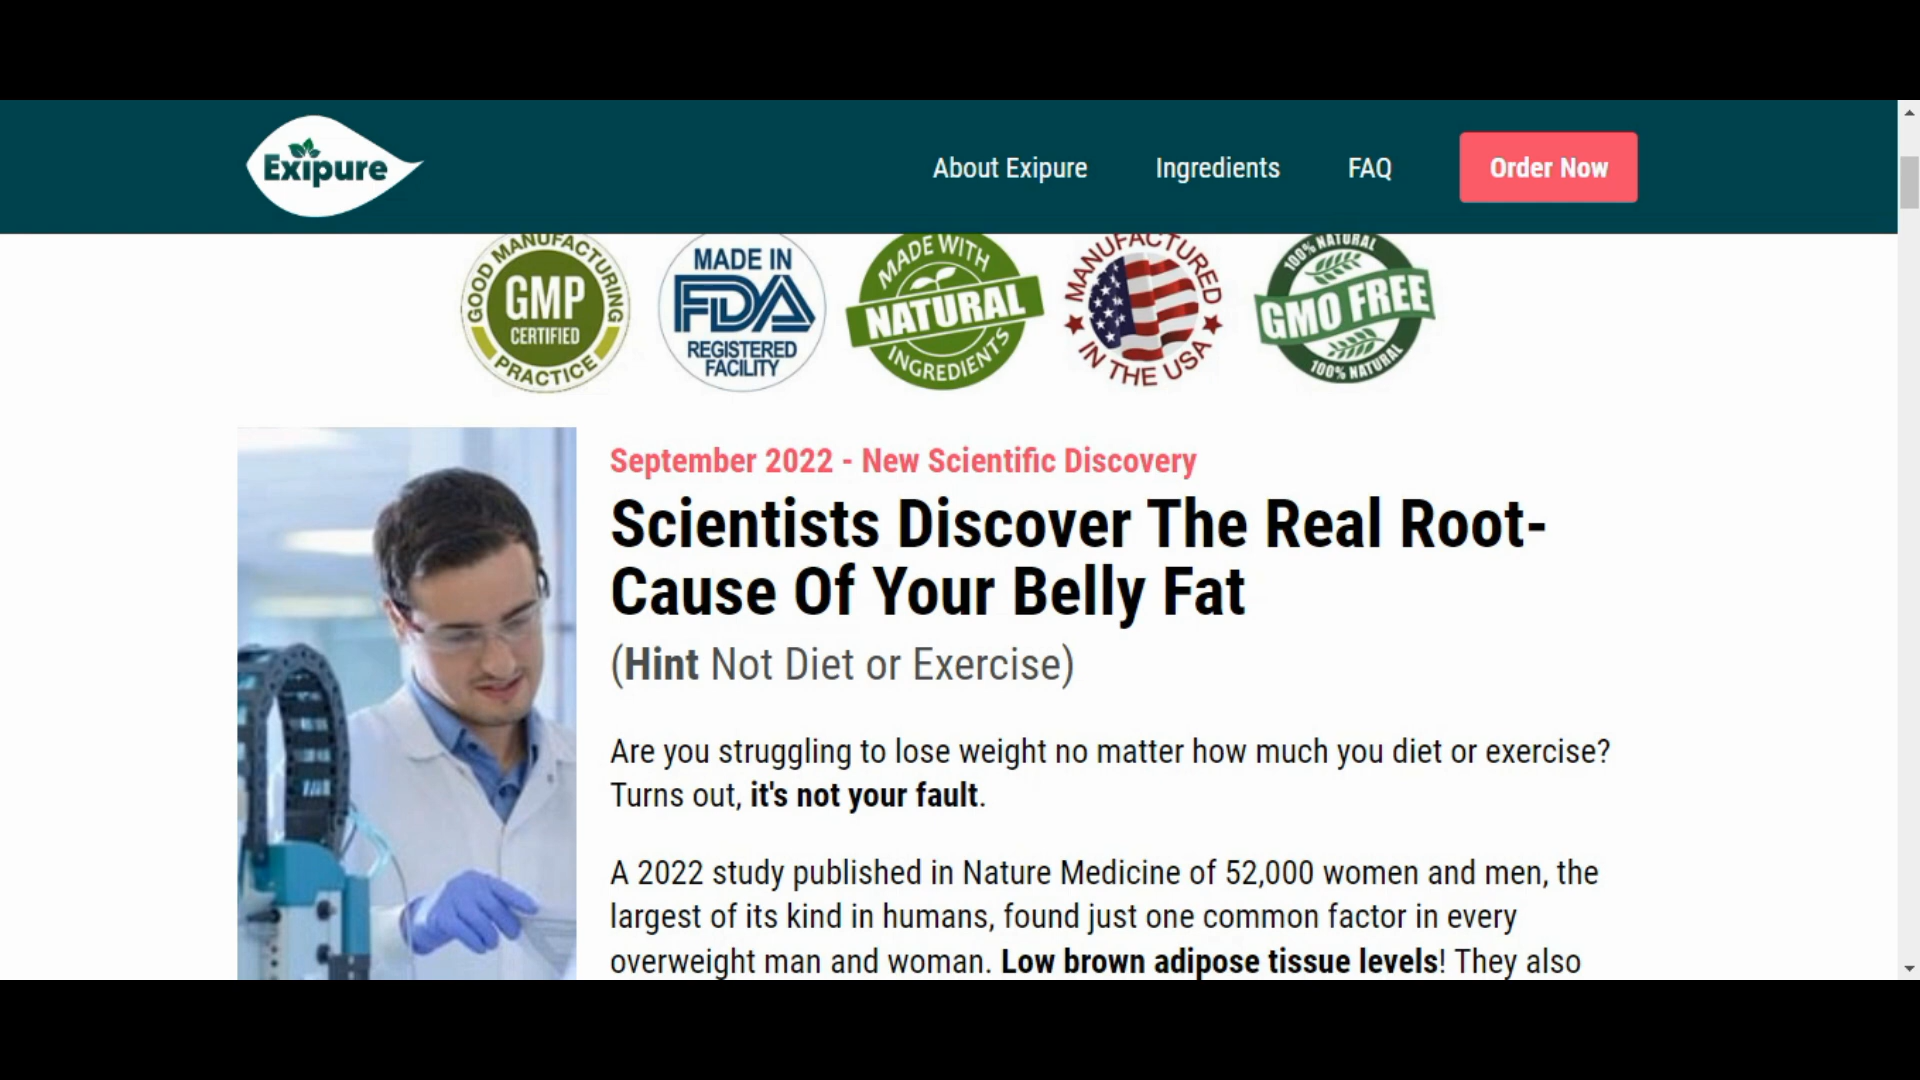 Exipure
About Exipure
Ingredients
FAQ
Order Now
GOOD MANUFACTURING
GMP
CERTIFIED
PRACTICE
MADE IN
FDA
REGISTERED
FACILITY
MADE WITH
NATURAL
INGREDIENTS
MANUFACTURED
IN THE USA
100% NATURAL
GMO FREE
100% NATURAL
September 2022 - New Scientific Discovery
Scientists Discover The Real Root-
Cause Of Your Belly Fat
(Hint Not Diet or Exercise)
Are you struggling to lose weight no matter how much you diet or exercise?
Turns out, it's not your fault.
A 2022 study published in Nature Medicine of 52,000 women and men, the
largest of its kind in humans, found just one common factor in every
overweight man and woman. Low brown adipose tissue levels! They also